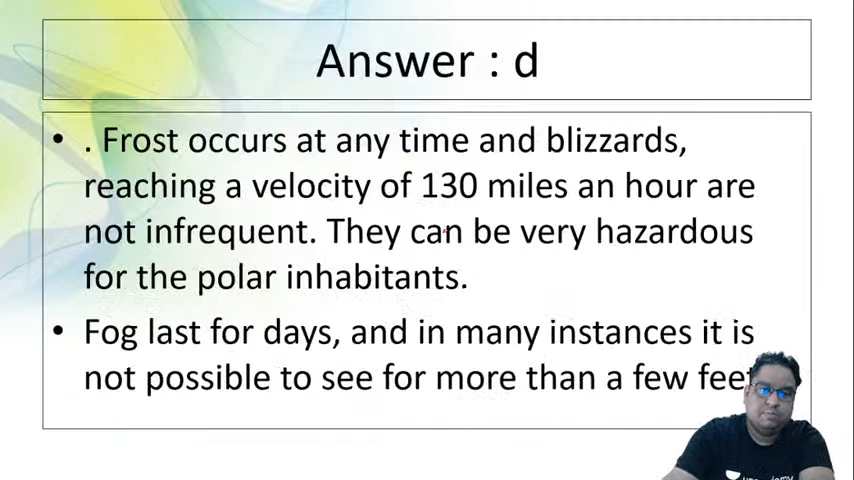 Answer : d
• . Frost occurs at any time and blizzards,
reaching a velocity of 130 miles an hour are
not infrequent. They can be very hazardous
for the polar inhabitants.
• Fog last for days, and in many instances it is
not possible to see for more than a few feet